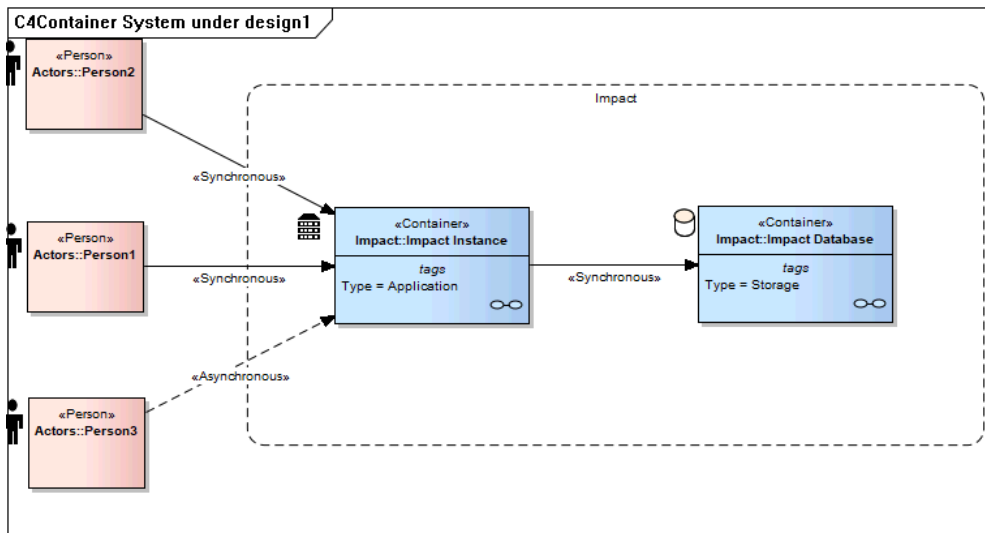 C4Container System under design1
«Person»
Actors::Person2
Impact
«Synchronous»
«Container»
Impact::Impact Instance
tags
Type = Application
«Container»
Impact::Impact Database
tags
Type = Storage
«Person»
Actors::Person1
«Synchronous»
«Synchronous»
«Asynchronous»
«Person»
Actors::Person3